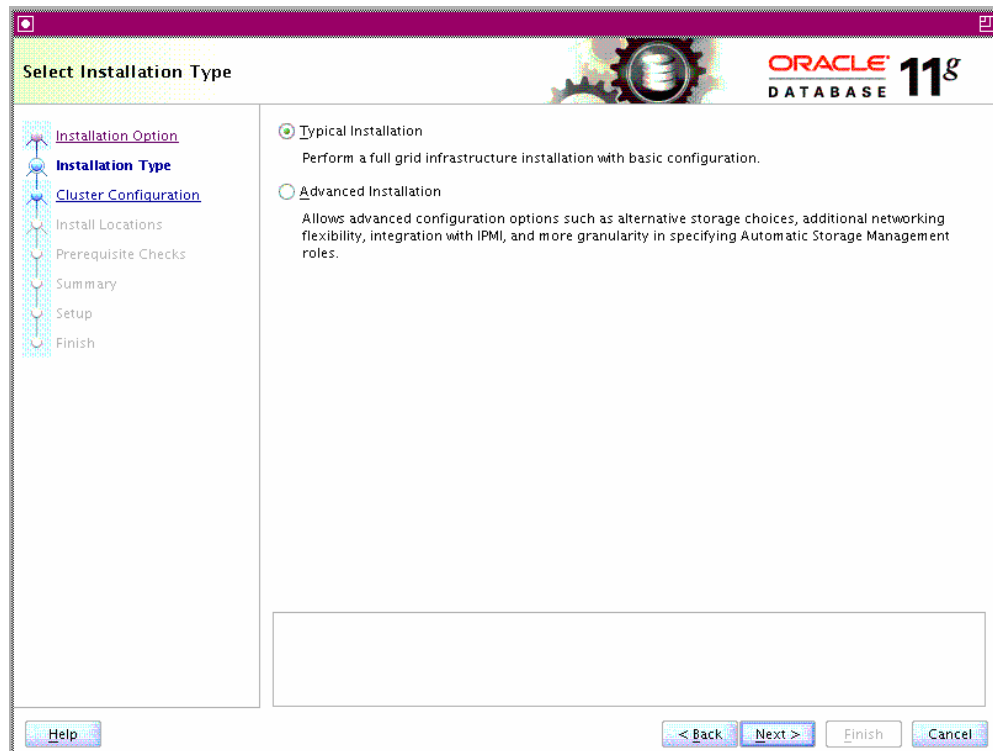 Select Installation Type
ORACLE
DATABASE
11g
Installation Option
Installation Type
Cluster Configuration
Install Locations
Prerequisite Checks
Summary
Setup
Finish
Typical Installation
Perform a full grid infrastructure installation with basic configuration.
Advanced Installation
Allows advanced configuration options such as alternative storage choices, additional networking
flexibility, integration with IPMI, and more granularity in specifying Automatic Storage Management
roles.
Help
< Back
Next >
Finish
Cancel